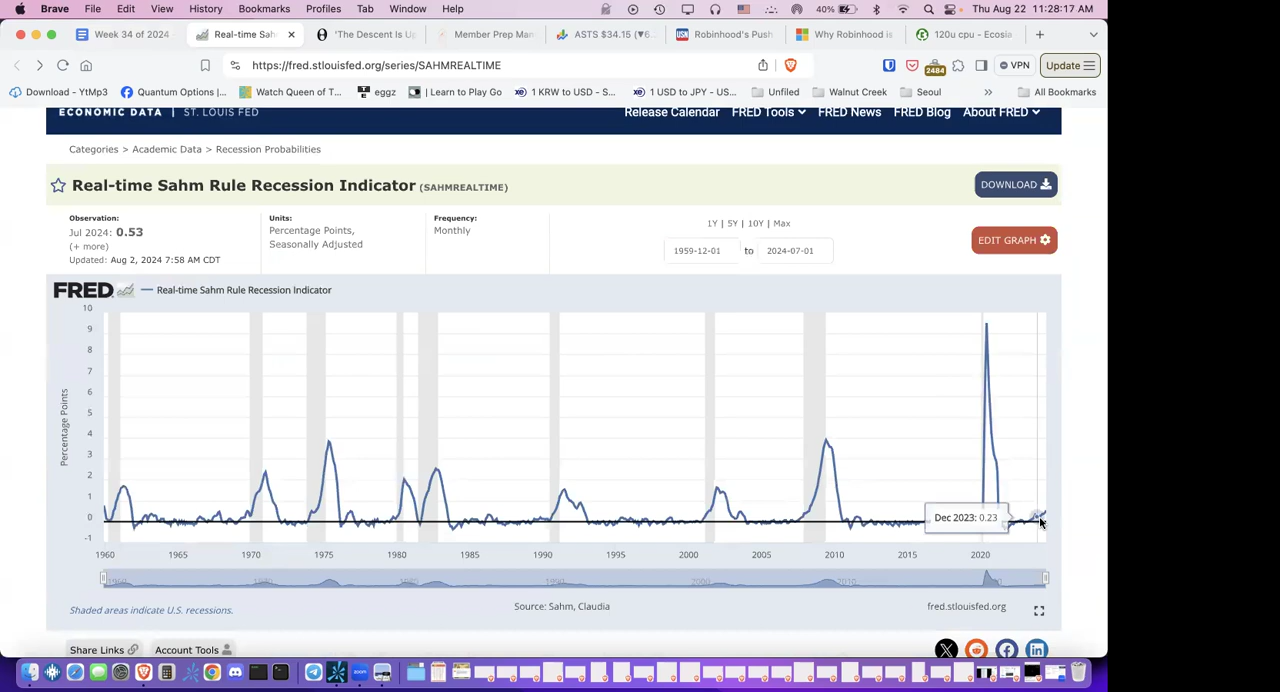 Brave File Edit View History Bookmarks Profiles Tab Window Help 40% Thu Aug 22 11:28:17 AM
Week 34 of 2024 Real-time Sah 'The Descent Is U Member Prep Man ASTS $34.15 (▼6. Robinhood's Push Why Robinhood is 120u cpu - Ecosia
https://fred.stlouisfed.org/series/SAHMREALTIME 2484 VPN Update
Download - YtMp3 Quantum Options |... Watch Queue of T... eggz | Learn to Play Go 1 KRW to USD - S... 1 USD to JPY - US... Unfiled Walnut Creek Seoul » All Bookmarks
ECONOMIC DATA | ST. LOUIS FED Release Calendar FRED Tools FRED News FRED Blog About FRED
Categories > Academic Data > Recession Probabilities
Real-time Sahm Rule Recession Indicator (SAHMREALTIME) DOWNLOAD
Observation: Units: Frequency:
Jul 2024: 0.53 Percentage Points, Monthly 1Y | 5Y | 10Y | Max
(+ more) Seasonally Adjusted 1959-12-01 to 2024-07-01 EDIT GRAPH
Updated: Aug 2, 2024 7:58 AM CDT
FRED Real-time Sahm Rule Recession Indicator
10
9
8
7
6
5
4
3
2
1
0
-1
Percentage Points
Dec 2023: 0.23
1960 1965 1970 1975 1980 1985 1990 1995 2000 2005 2010 2015 2020
1960 1970 1980 1990 2000 2010
Shaded areas indicate U.S. recessions. Source: Sahm, Claudia fred.stlouisfed.org
Share Links Account Tools